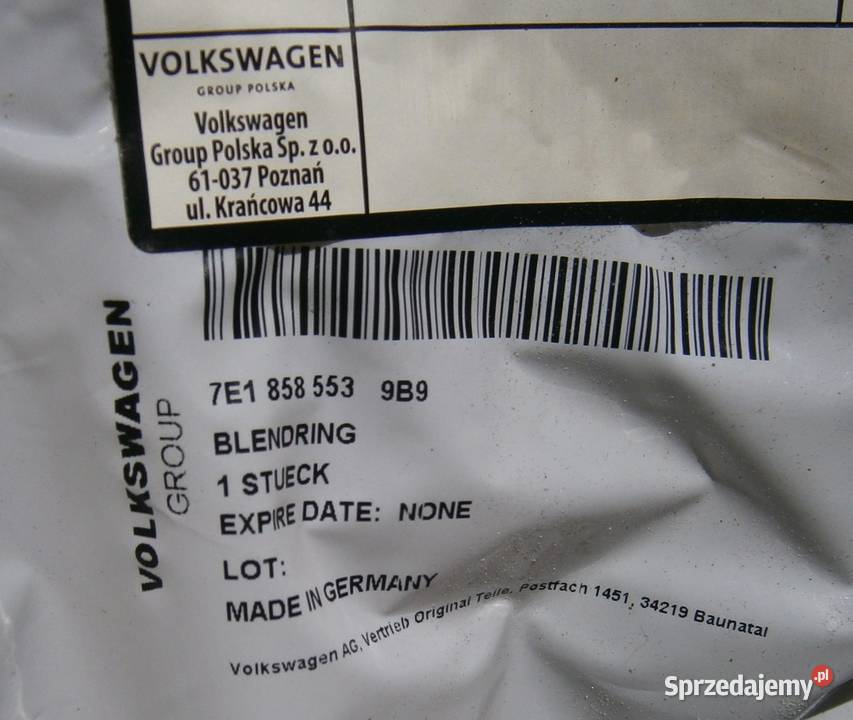 VOLKSWAGEN
GROUP POLSKA
Volkswagen
Group Polska Sp. z o.o.
61-037 Poznań
ul. Krańcowa 44
VOLKSWAGEN
GROUP
7E1 858 553 9B9
BLENDRING
1 STUECK
EXPIRE DATE: NONE
LOT:
MADE IN GERMANY
Volkswagen AG, Vertrieb Original Teile, Postfach 1451, 34219 Baunatal
Sprzedajemy.pl